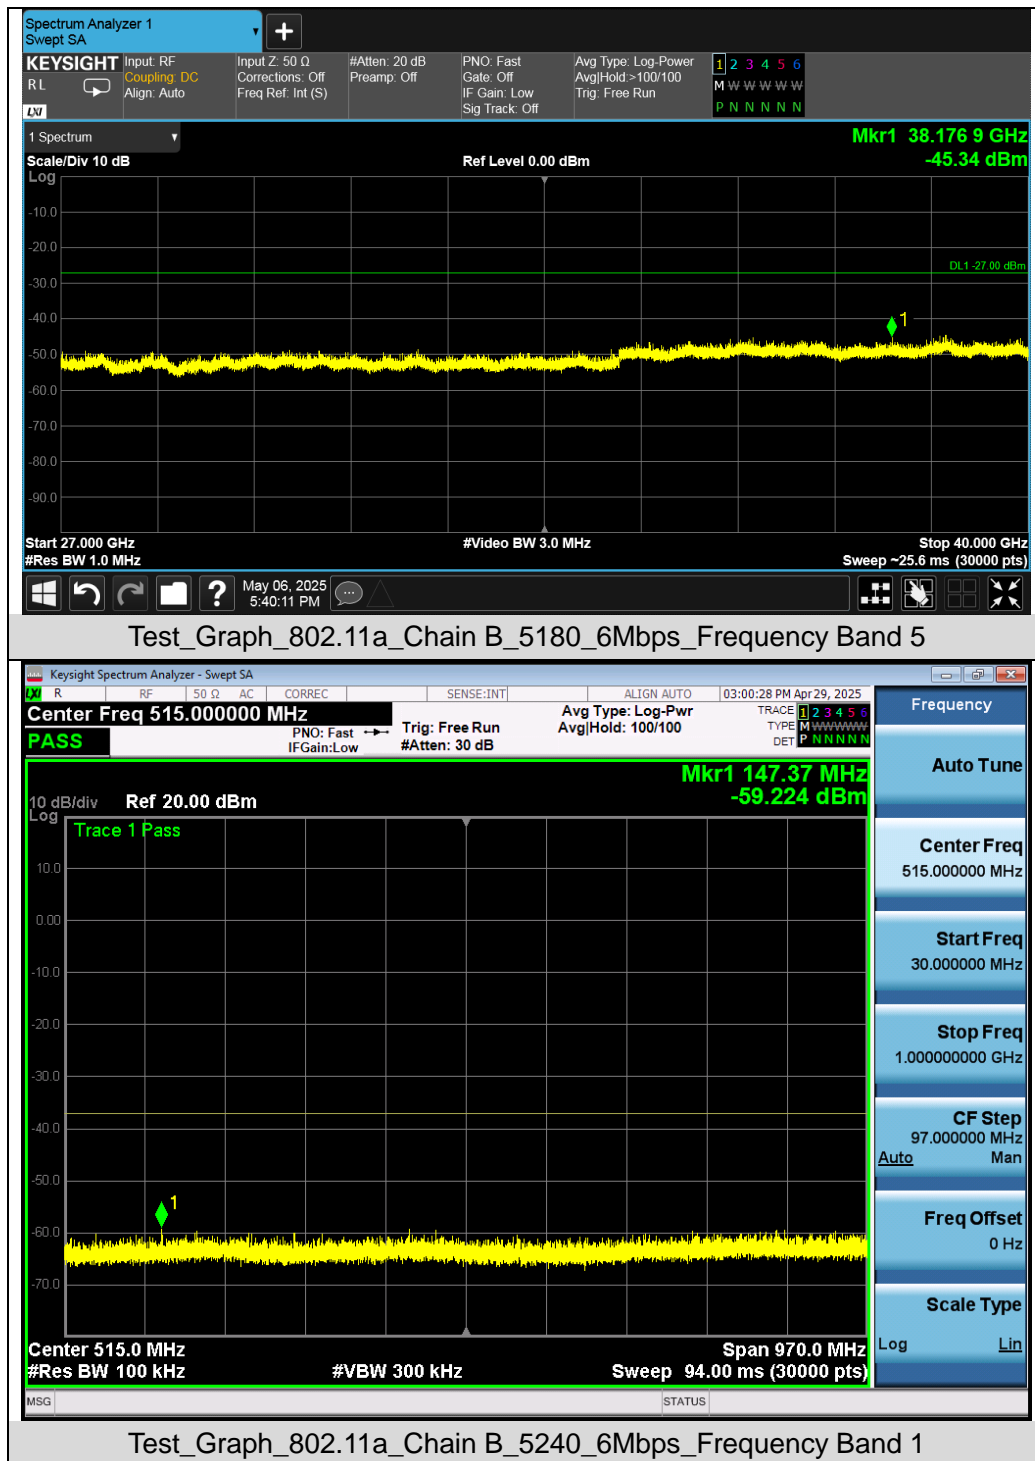 Spectrum Analyzer 1
Swept SA
KEYSIGHT
R L
LXI
Input: RF
Coupling: DC
Align: Auto
Input Z: 50 Ω
Corrections: Off
Freq Ref: Int (S)
#Atten: 20 dB
Preamp: Off
PNO: Fast
Gate: Off
IF Gain: Low
Sig Track: Off
Avg Type: Log-Power
Avg|Hold:>100/100
Trig: Free Run
1 2 3 4 5 6
M W W W W W
P N N N N N
1 Spectrum
Mkr1 38.176 9 GHz
Scale/Div 10 dB
Ref Level 0.00 dBm
-45.34 dBm
Log
-10.0
-20.0
DL1 -27.00 dBm
-30.0
-40.0
1
-50.0
-60.0
-70.0
-80.0
-90.0
Start 27.000 GHz
#Video BW 3.0 MHz
Stop 40.000 GHz
#Res BW 1.0 MHz
Sweep ~25.6 ms (30000 pts)
?
May 06, 2025
5:40:11 PM
Test_Graph_802.11a_Chain B_5180_6Mbps_Frequency Band 5
Keysight Spectrum Analyzer - Swept SA
LXI R RF 50 Ω AC CORREC SENSE:INT ALIGN AUTO 03:00:28 PM Apr 29, 2025
Center Freq 515.000000 MHz
PASS
PNO: Fast
IFGain:Low
Trig: Free Run
#Atten: 30 dB
Avg Type: Log-Pwr
Avg|Hold: 100/100
TRACE 1 2 3 4 5 6
TYPE M W W W W W
DET P N N N N N
Frequency
Auto Tune
Mkr1 147.37 MHz
-59.224 dBm
10 dB/div
Log
Ref 20.00 dBm
Trace 1 Pass
10.0
0.00
-10.0
-20.0
-30.0
-40.0
-50.0
1
-60.0
-70.0
Center 515.0 MHz
Span 970.0 MHz
#Res BW 100 kHz
#VBW 300 kHz
Sweep 94.00 ms (30000 pts)
Center Freq
515.000000 MHz
Start Freq
30.000000 MHz
Stop Freq
1.000000000 GHz
CF Step
97.000000 MHz
Auto Man
Freq Offset
0 Hz
Scale Type
Log Lin
MSG
STATUS
Test_Graph_802.11a_Chain B_5240_6Mbps_Frequency Band 1